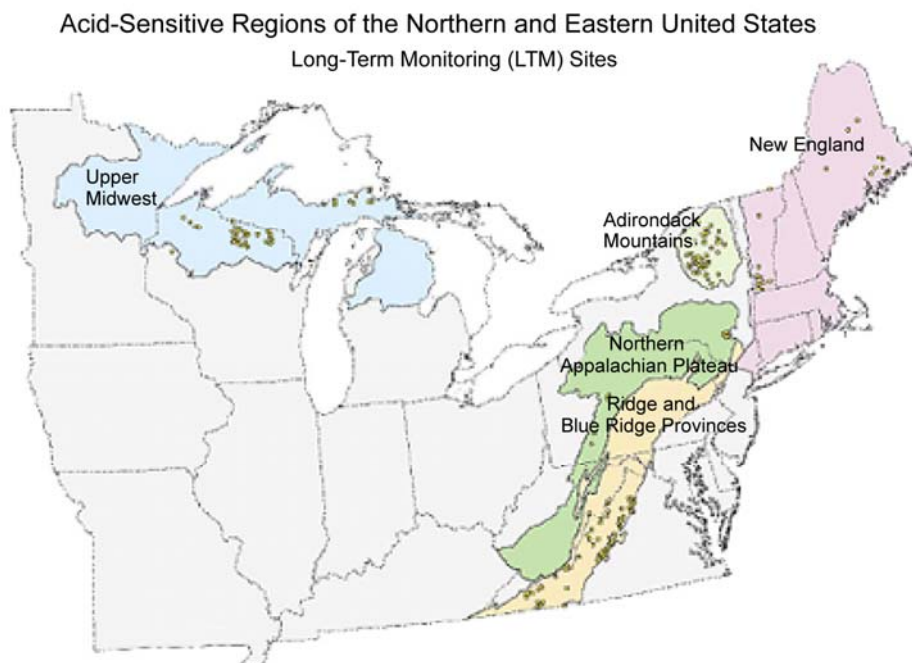 Acid-Sensitive Regions of the Northern and Eastern United States
Long-Term Monitoring (LTM) Sites
New England
Upper
Midwest
Adirondack
Mountains
Northern
Appalachian Plateau
Ridge and
Blue Ridge Provinces